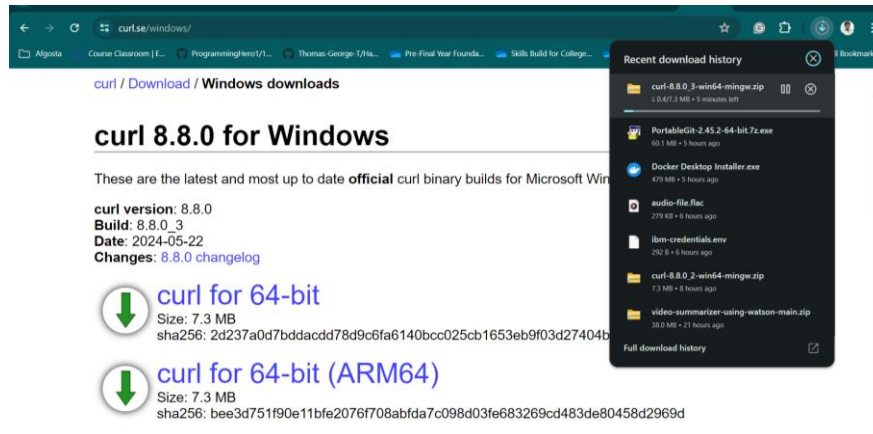 curl.se/windows/
Algosta
Course Classroom | E...
ProgrammingHero1/1...
Thomas-George-T/Ha...
Pre-Final Year Founda...
Skills Build for College...
Bookmark
curl / Download / Windows downloads
curl 8.8.0 for Windows
These are the latest and most up to date official curl binary builds for Microsoft Win
curl version: 8.8.0
Build: 8.8.0_3
Date: 2024-05-22
Changes: 8.8.0 changelog
curl for 64-bit
Size: 7.3 MB
sha256: 2d237a0d7bddacdd78d9c6fa6140bcc025cb1653eb9f03d27404b
curl for 64-bit (ARM64)
Size: 7.3 MB
sha256: bee3d751f90e11bfe2076f708abfda7c098d03fe683269cd483de80458d2969d
Recent download history
curl-8.8.0_3-win64-mingw.zip
↓ 0.4/7.3 MB • 5 minutes left
PortableGit-2.45.2-64-bit.7z.exe
60.1 MB • 5 hours ago
Docker Desktop Installer.exe
479 MB • 5 hours ago
audio-file.flac
279 KB • 6 hours ago
ibm-credentials.env
292 B • 6 hours ago
curl-8.8.0_2-win64-mingw.zip
7.3 MB • 8 hours ago
video-summarizer-using-watson-main.zip
38.0 MB • 21 hours ago
Full download history